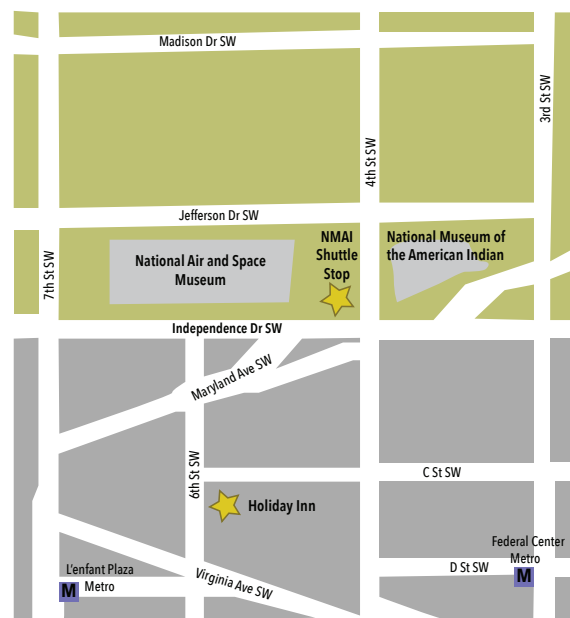 Madison Dr SW
3rd St SW
4th St SW
Jefferson Dr SW
NMAI
Shuttle
Stop
National Museum of
the American Indian
National Air and Space
Museum
7th St SW
Independence Dr SW
Maryland Ave SW
6th St SW
C St SW
Holiday Inn
Federal Center
Metro
M
D St SW
L'enfant Plaza
Metro
M
Virginia Ave SW